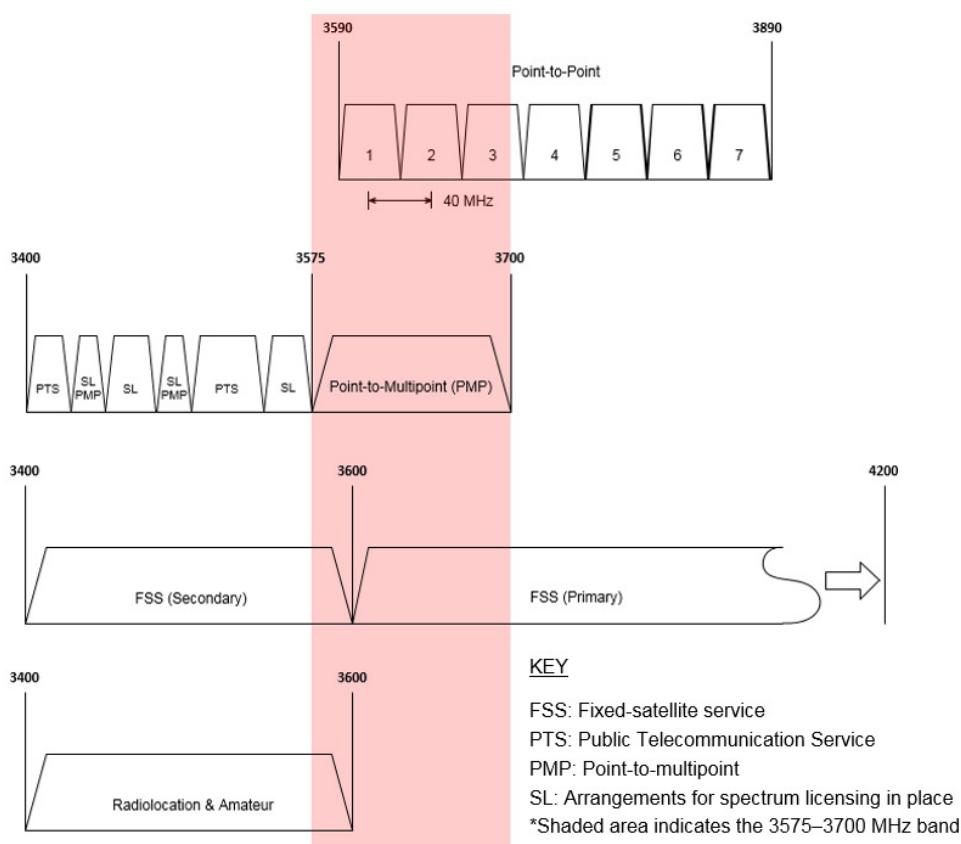 3590 3890
Point-to-Point
1 2 3 4 5 6 7
40 MHz
3400 3575 3700
PTS SL PMP SL SL PMP PTS SL Point-to-Multipoint (PMP)
3400 3600 4200
FSS (Secondary) FSS (Primary)
3400 3600
Radiolocation & Amateur
KEY
FSS: Fixed-satellite service
PTS: Public Telecommunication Service
PMP: Point-to-multipoint
SL: Arrangements for spectrum licensing in place
*Shaded area indicates the 3575–3700 MHz band